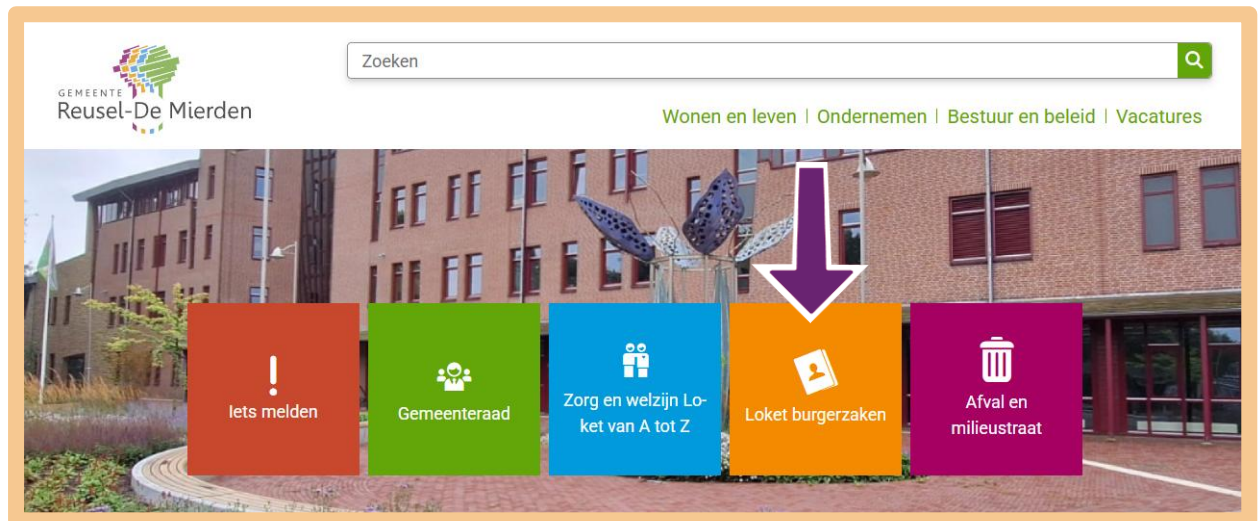 Zoeken
GEMEENTE
Reusel-De Mierden
Wonen en leven | Ondernemen | Bestuur en beleid | Vacatures
Iets melden
Gemeenteraad
Zorg en welzijn Lo-
ket van A tot Z
Loket burgerzaken
Afval en
milieustraat